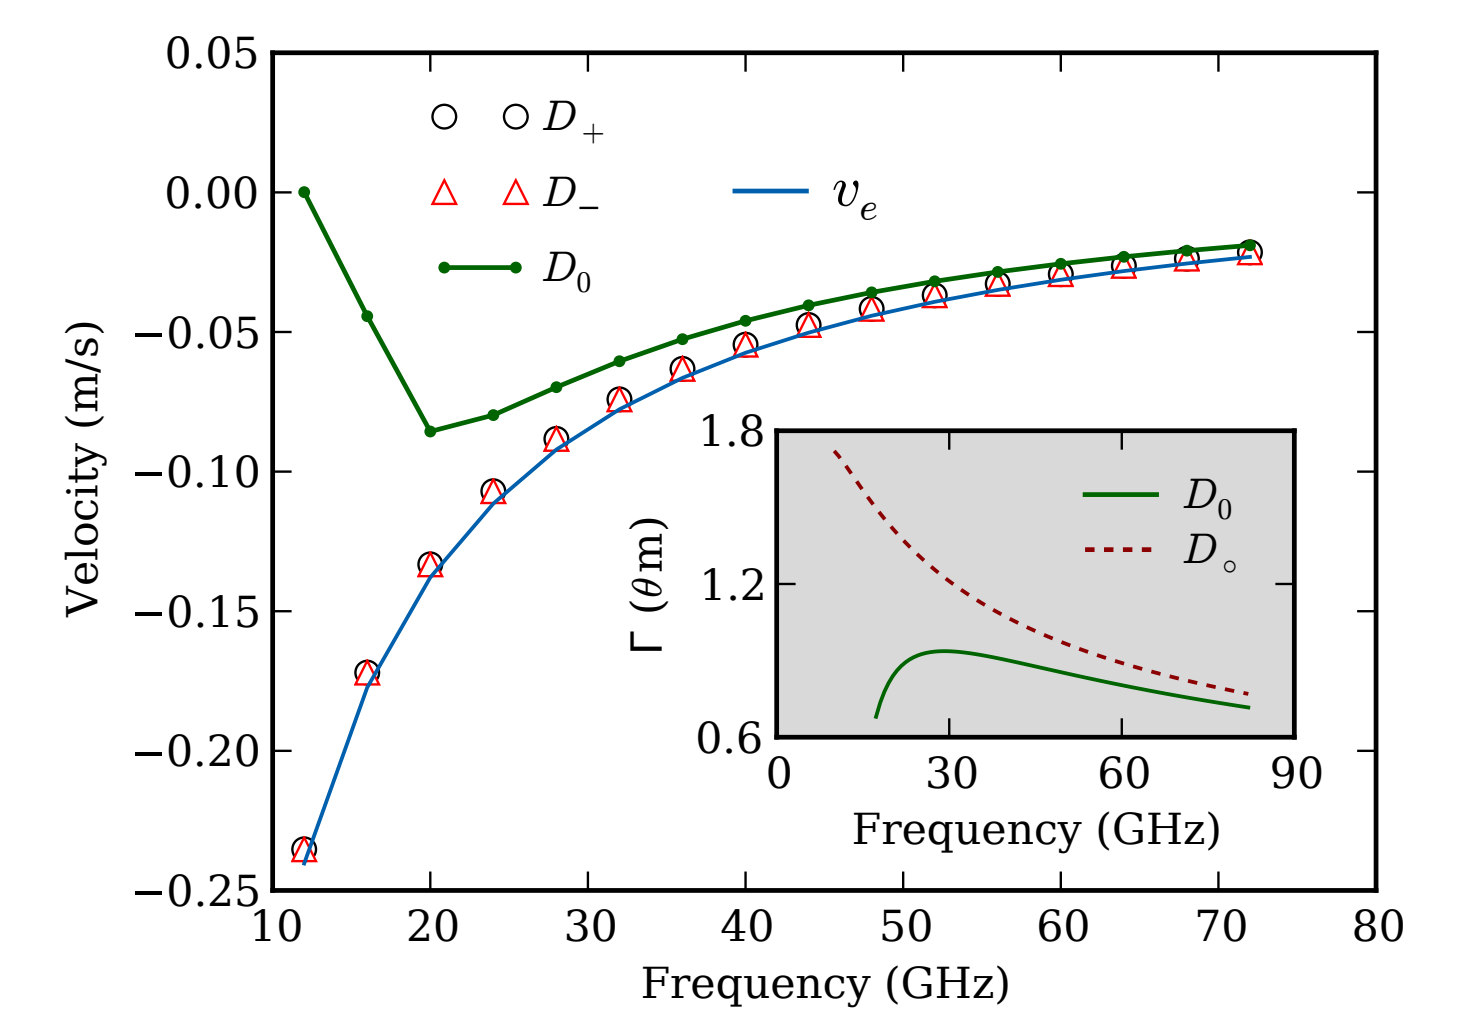 0.05
0.00
−0.05
−0.10
−0.15
−0.20
−0.25
Velocity (m/s)
D₊
D₋
D₀
vₑ
1.8
1.2
0.6
Γ (θm)
D₀
D∘
0 30 60 90
Frequency (GHz)
10 20 30 40 50 60 70 80
Frequency (GHz)